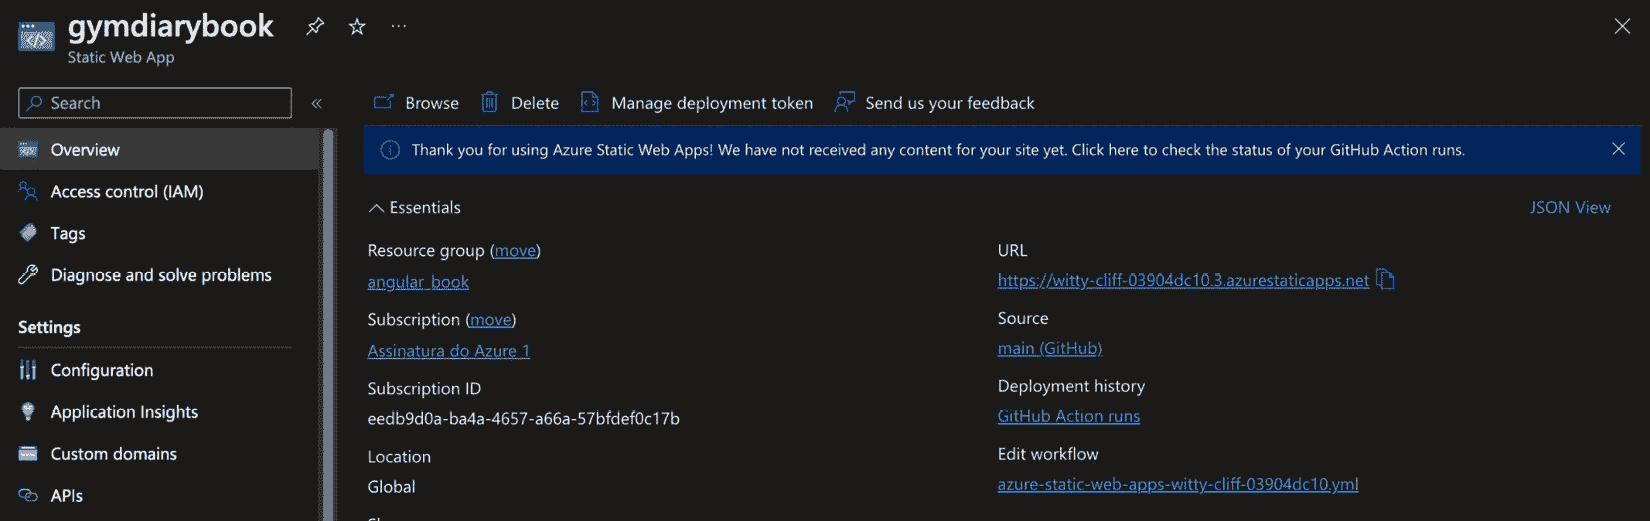 gymdiarybook
Static Web App
Search
Overview
Access control (IAM)
Tags
Diagnose and solve problems
Settings
Configuration
Application Insights
Custom domains
APIs
Browse
Delete
Manage deployment token
Send us your feedback
Thank you for using Azure Static Web Apps! We have not received any content for your site yet. Click here to check the status of your GitHub Action runs.
Essentials
JSON View
Resource group (move)
angular_book
Subscription (move)
Assinatura do Azure 1
Subscription ID
eedb9d0a-ba4a-4657-a66a-57bfdef0c17b
Location
Global
URL
https://witty-cliff-03904dc10.3.azurestaticapps.net
Source
main (GitHub)
Deployment history
GitHub Action runs
Edit workflow
azure-static-web-apps-witty-cliff-03904dc10.yml